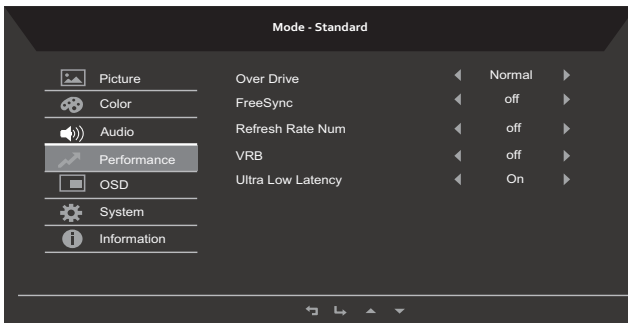 Mode - Standard
Picture
Color
Audio
Performance
OSD
System
Information
Over Drive Normal
FreeSync off
Refresh Rate Num off
VRB off
Ultra Low Latency On